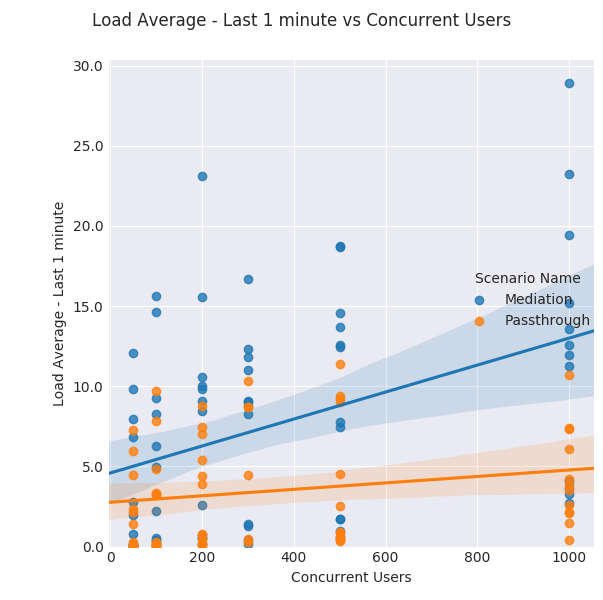 Load Average - Last 1 minute vs Concurrent Users
30.0
25.0
20.0
15.0
10.0
5.0
0.0
Load Average - Last 1 minute
Scenario Name
Mediation
Passthrough
0 200 400 600 800 1000
Concurrent Users